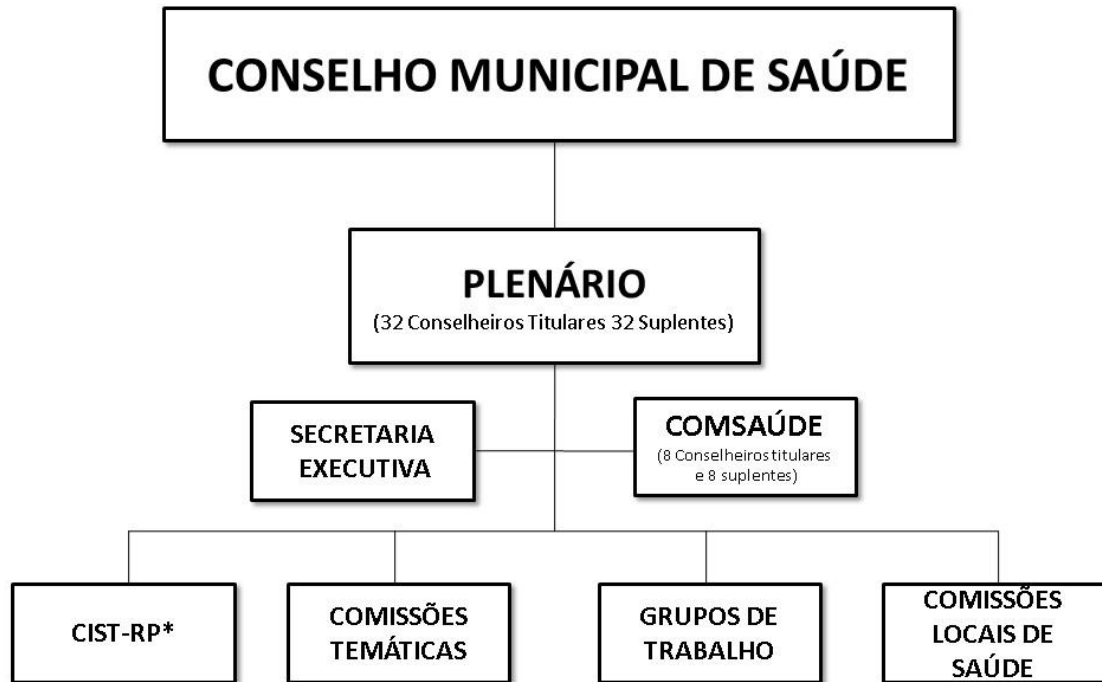 CONSELHO MUNICIPAL DE SAÚDE
PLENÁRIO
(32 Conselheiros Titulares 32 Suplentes)
SECRETARIA
EXECUTIVA
COMSAÚDE
(8 Conselheiros titulares
e 8 suplentes)
CIST-RP*
COMISSÕES
TEMÁTICAS
GRUPOS DE
TRABALHO
COMISSÕES
LOCAIS DE
SAÚDE